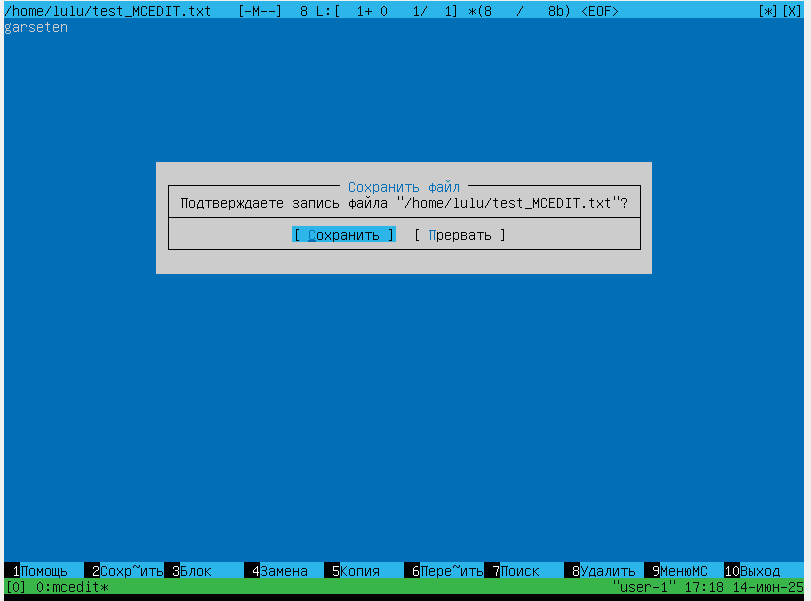 /home/lulu/test_MCEDIT.txt [-M--] 8 L:[ 1+ 0 1/ 1] *(8 / 8b) <EOF> [*][X]
garseten
Сохранить файл
Подтверждаете запись файла "/home/lulu/test_MCEDIT.txt"?
[ Сохранить ] [ Прервать ]
1Помощь 2Сохр~ить 3Блок 4Замена 5Копия 6Пере~ить 7Поиск 8Удалить 9МенюMC 10Выход
[0] 0:mcedit* "user-1" 17:18 14-июн-25